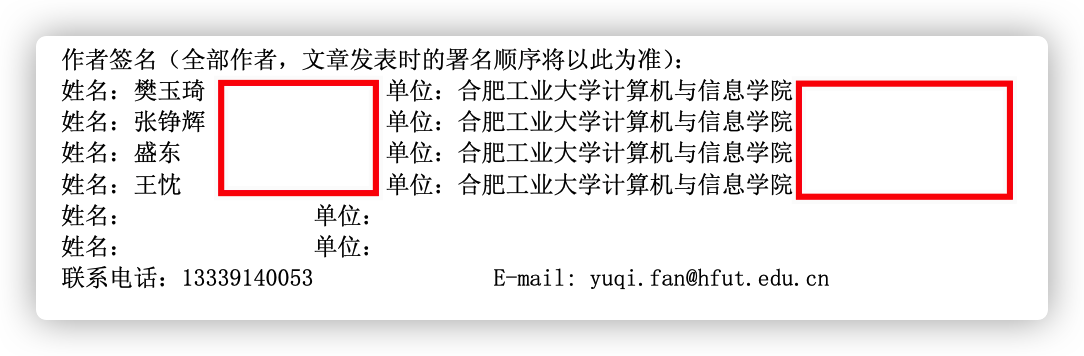 作者签名（全部作者，文章发表时的署名顺序将以此为准）：
姓名：樊玉琦 单位：合肥工业大学计算机与信息学院
姓名：张铮辉 单位：合肥工业大学计算机与信息学院
姓名：盛东 单位：合肥工业大学计算机与信息学院
姓名：王忱 单位：合肥工业大学计算机与信息学院
姓名： 单位：
姓名： 单位：
联系电话：13339140053 E-mail: yuqi.fan@hfut.edu.cn